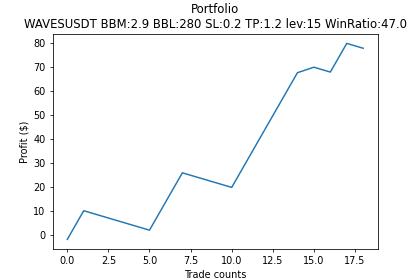 Portfolio
WAVESUSDT BBM:2.9 BBL:280 SL:0.2 TP:1.2 lev:15 WinRatio:47.0
80
70
60
50
40
30
20
10
0
Profit ($)
0.0 2.5 5.0 7.5 10.0 12.5 15.0 17.5
Trade counts